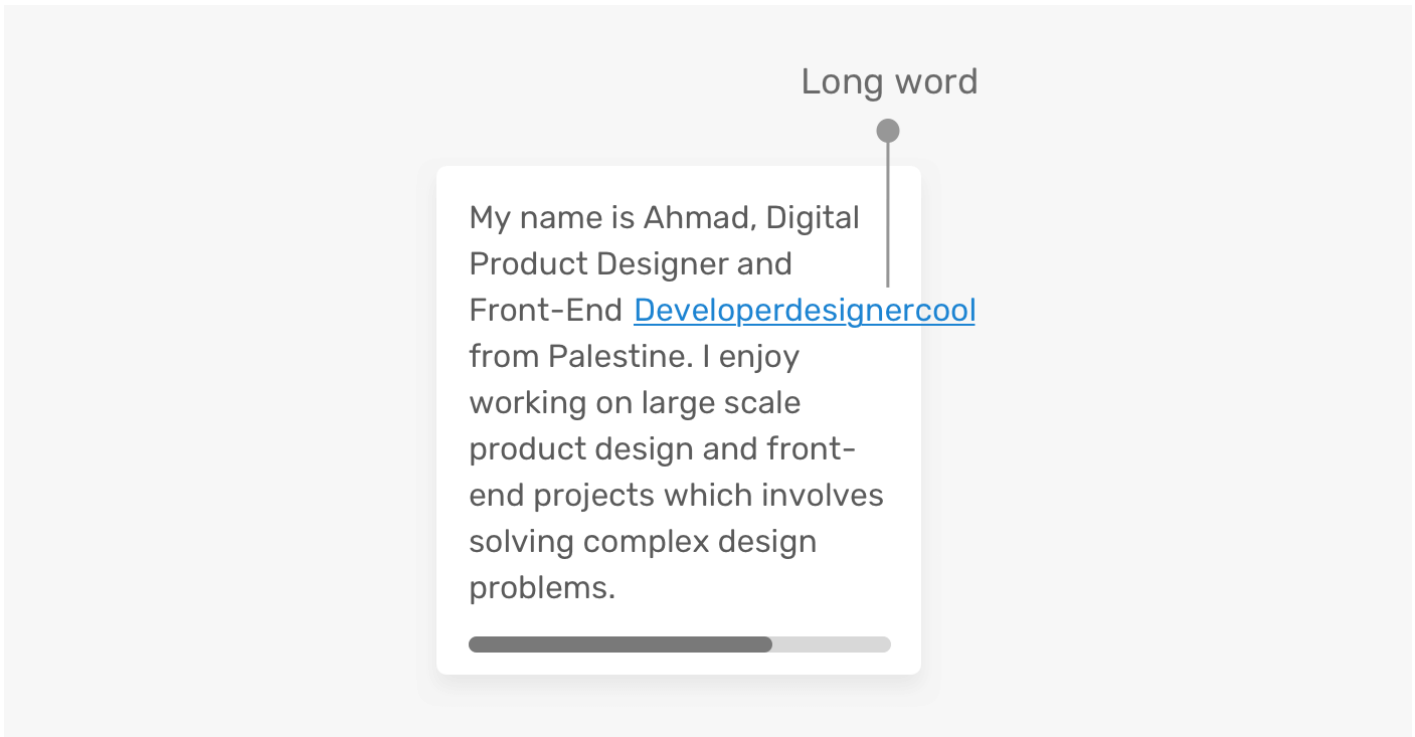 Long word
My name is Ahmad, Digital
Product Designer and
Front-End Developerdesignercool
from Palestine. I enjoy
working on large scale
product design and front-
end projects which involves
solving complex design
problems.